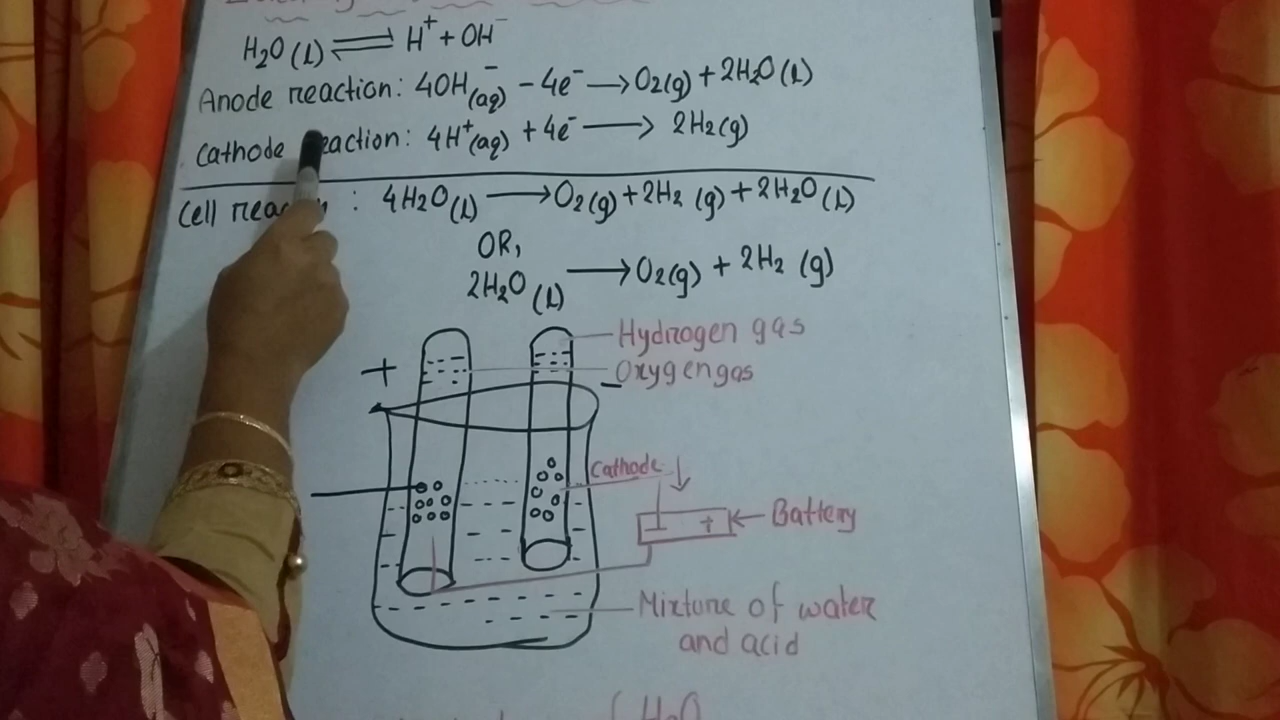 H₂O (l) ⇌ H⁺ + OH⁻
Anode reaction: 4OH⁻(aq) - 4e⁻ → O₂(g) + 2H₂O (l)
Cathode reaction: 4H⁺(aq) + 4e⁻ → 2H₂(g)
Cell : 4H₂O (l) → O₂(g) + 2H₂ (g) + 2H₂O (l)
OR,
2H₂O (l) → O₂(g) + 2H₂ (g)
Hydrogen gas
+
Oxygen gas
-
Cathode ↓
- + ← Battery
Mixture of water
and acid
H₂O